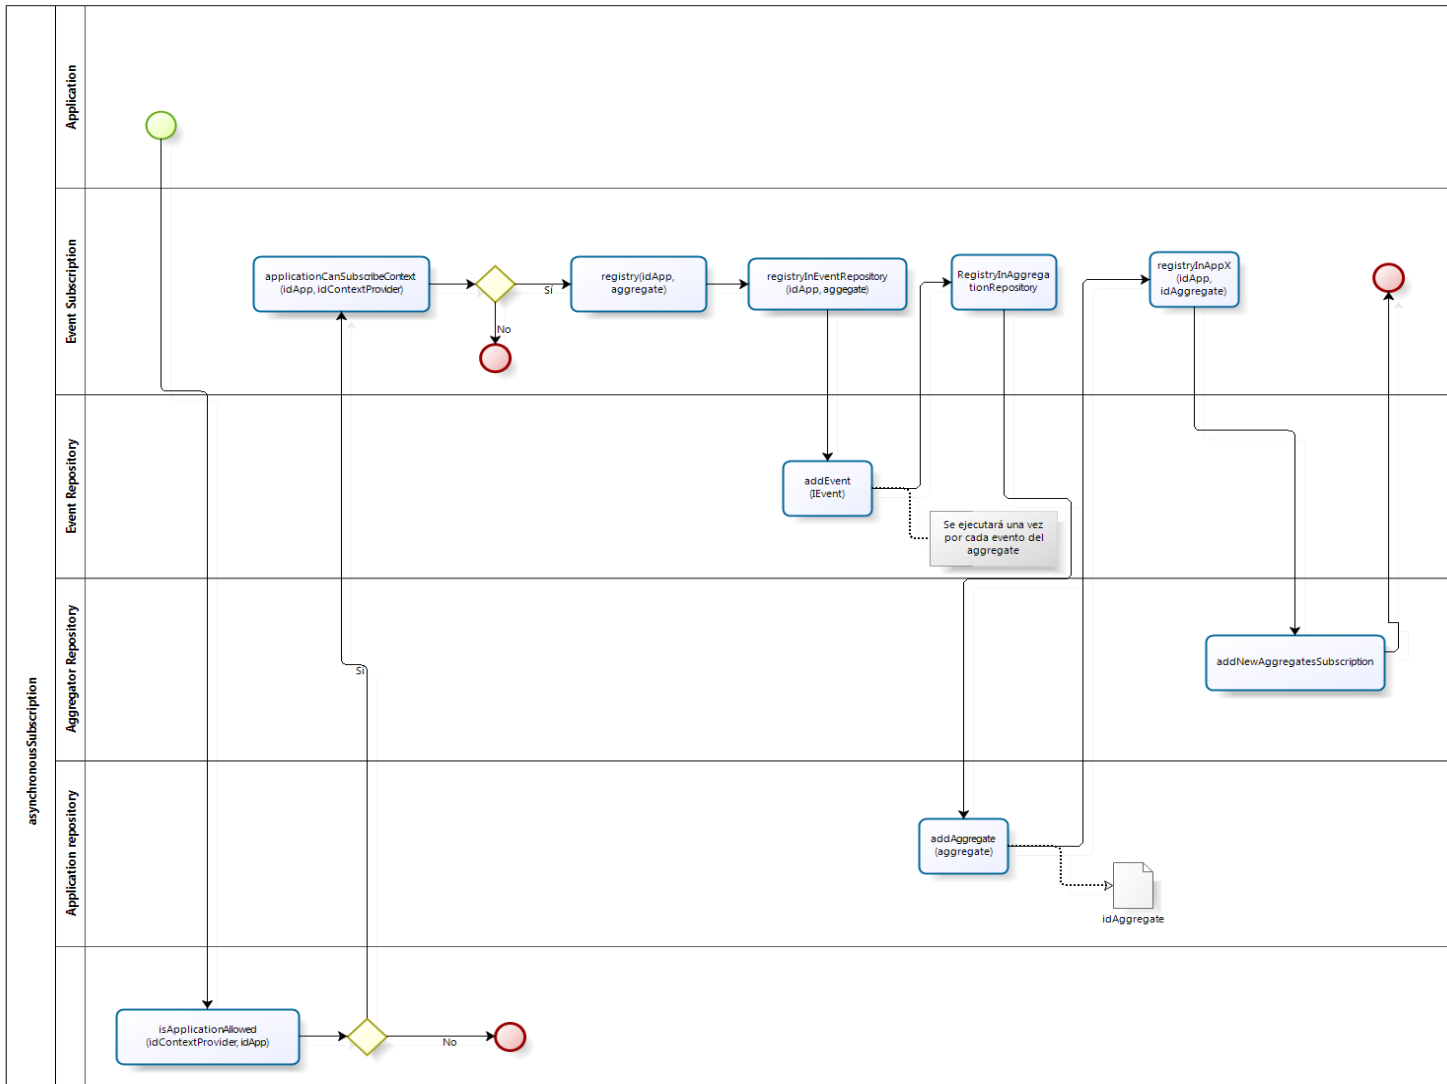 asynchronousSubscription
Application
Event Subscription
applicationCanSubscribeContext
(idApp, idContextProvider)
Sí
No
registry(idApp,
aggregate)
registryInEventRepository
(idApp, aggregate)
RegistryInAggrega
tionRepository
registryInAppX
(idApp,
idAggregate)
Event Repository
addEvent
(IEvent)
Se ejecutará una vez
por cada evento del
aggregate
Aggregator Repository
Sí
addNewAggregatesSubscription
Application repository
addAggregate
(aggregate)
idAggregate
isApplicationAllowed
(idContextProvider, idApp)
No